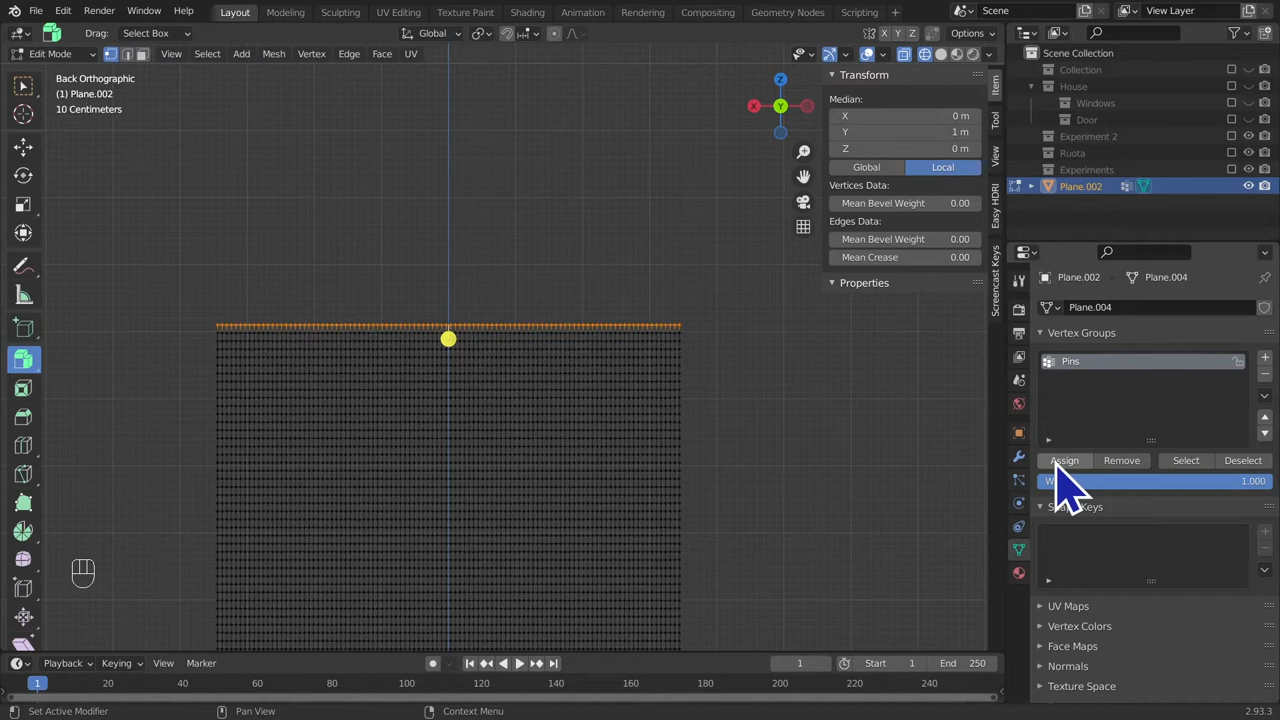 File Edit Render Window Help Layout Modeling Sculpting UV Editing Texture Paint Shading Animation Rendering Compositing Geometry Nodes Scripting + Scene View Layer
Drag: Select Box Global X Y Z Options
Edit Mode View Select Add Mesh Vertex Edge Face UV
Back Orthographic
(1) Plane.002
10 Centimeters
Z
X
Y
Transform
Median:
X 0 m
Y 1 m
Z 0 m
Global Local
Vertices Data:
Mean Bevel Weight 0.00
Edges Data:
Mean Bevel Weight 0.00
Mean Crease 0.00
Properties
Item
Tool
View
Easy HDRI
Screencast Keys
Scene Collection
Collection
House
Windows
Door
Experiment 2
Ruota
Experiments
Plane.002
Plane.002 Plane.004
Plane.004
Vertex Groups
Pins
Assign Remove Select Deselect
1.000
Keys
UV Maps
Vertex Colors
Face Maps
Normals
Texture Space
Playback Keying View Marker 1 Start 1 End 250
1 20 40 60 80 100 120 140 160 180 200 220 240
Set Active Modifier Pan View Context Menu 2.93.3